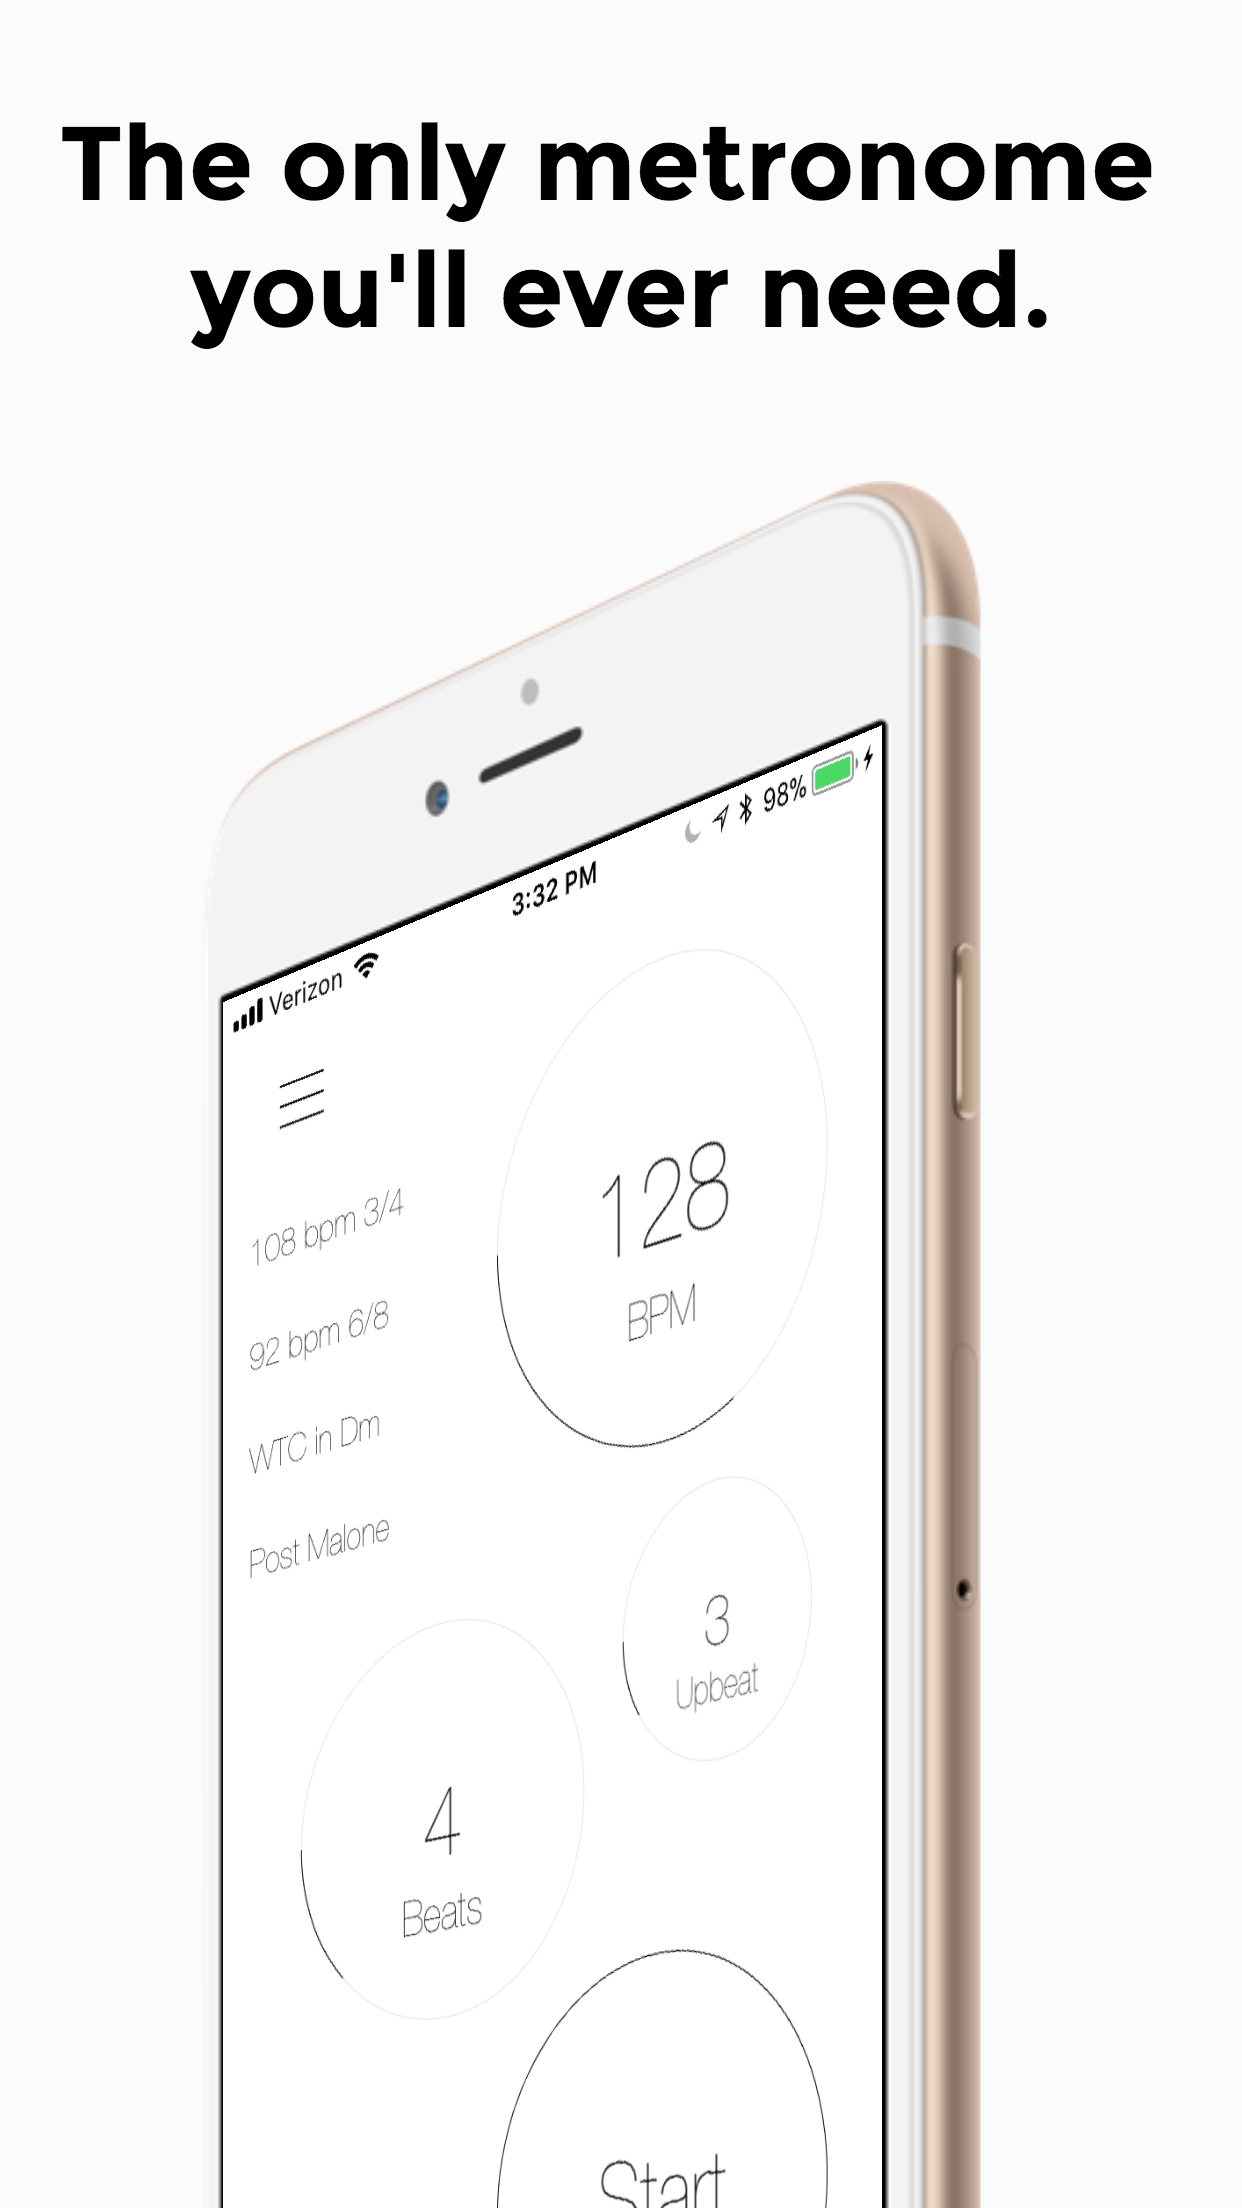 The only metronome
you'll ever need.
Verizon 3:32 PM 98%
108 bpm 3/4
92 bpm 6/8
WTC in Dm
Post Malone
128
BPM
3
Upbeat
4
Beats
Start